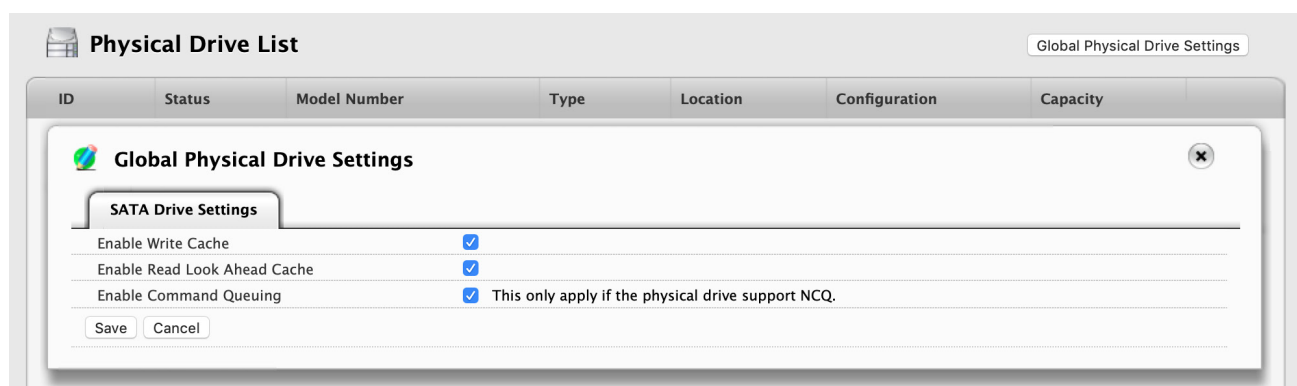 Physical Drive List
Global Physical Drive Settings
ID Status Model Number Type Location Configuration Capacity
Global Physical Drive Settings
SATA Drive Settings
Enable Write Cache
Enable Read Look Ahead Cache
Enable Command Queuing This only apply if the physical drive support NCQ.
Save Cancel